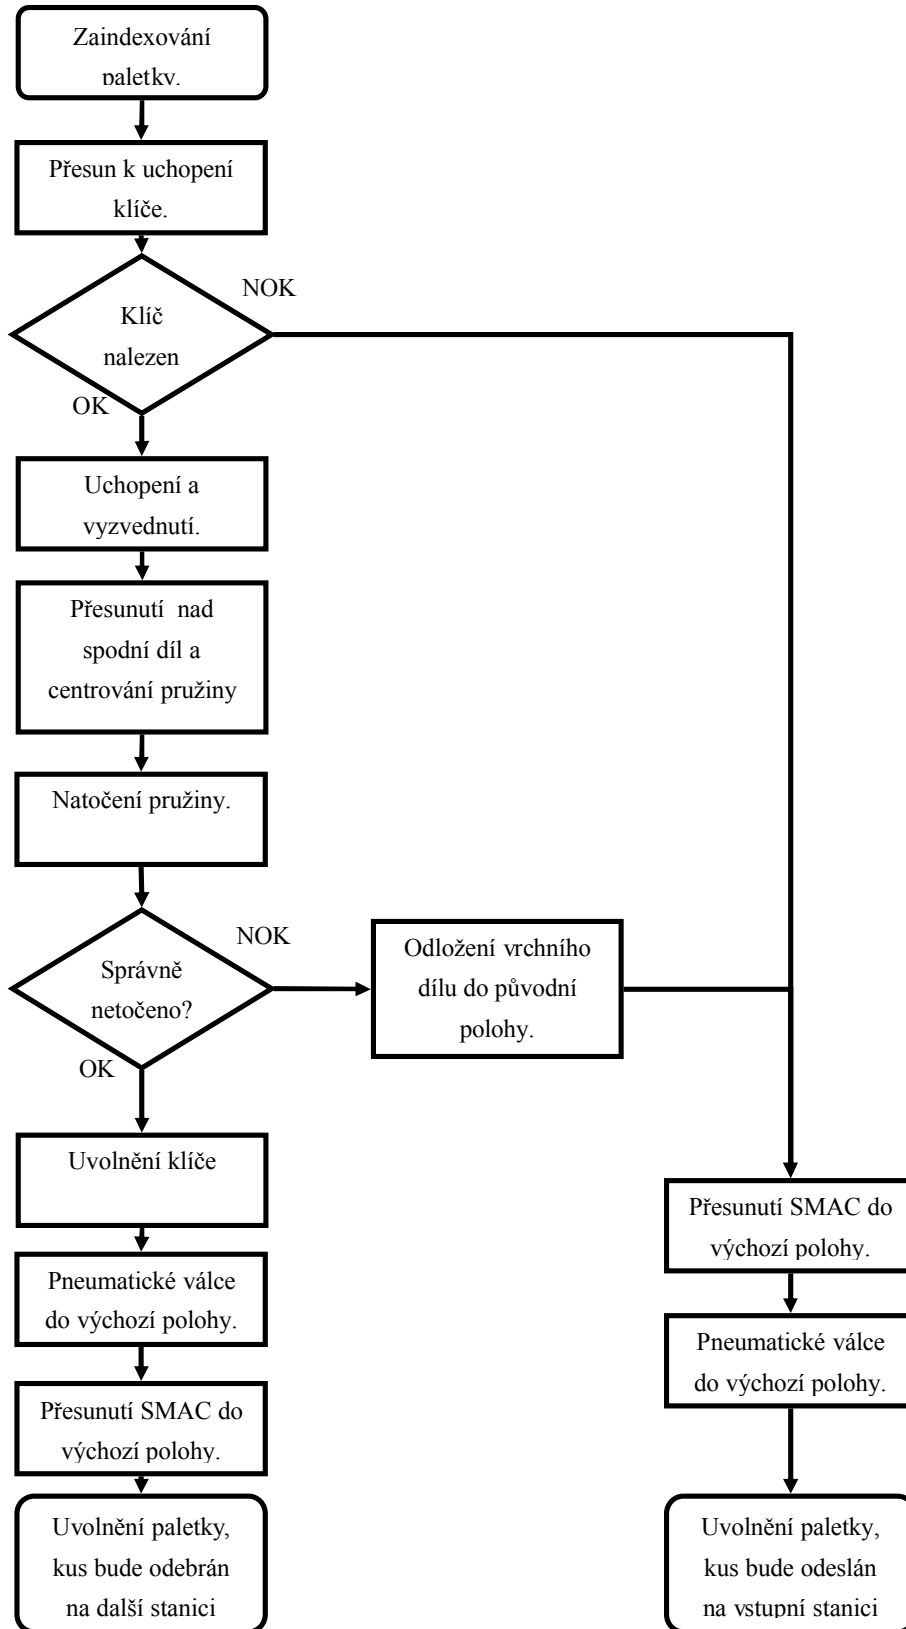 Zaindexování
paletky.
Přesun k uchopení
klíče.
NOK
Klíč
nalezen
OK
Uchopení a
vyzvednutí.
Přesunutí  nad
spodní díl a
centrování pružiny
Natočení pružiny.
NOK
Správně
netočeno?
OK
Odložení vrchního
dílu do původní
polohy.
Uvolnění klíče
Pneumatické válce
do výchozí polohy.
Přesunutí SMAC do
výchozí polohy.
Uvolnění paletky,
kus bude odebrán
na další stanici
Přesunutí SMAC do
výchozí polohy.
Pneumatické válce
do výchozí polohy.
Uvolnění paletky,
kus bude odeslán
na vstupní stanici